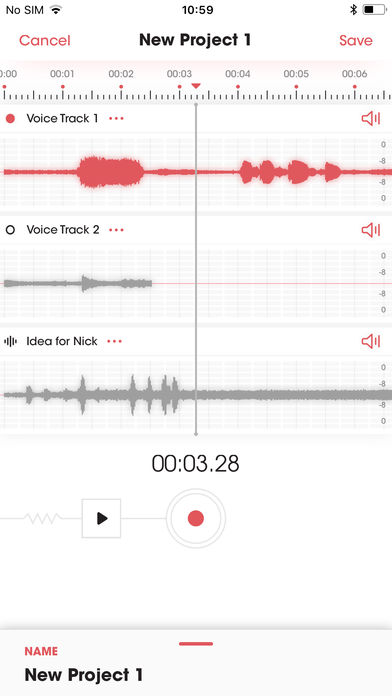 No SIM 10:59
Cancel New Project 1 Save
0:00 00:01 00:02 00:03 00:04 00:05 00:06
Voice Track 1 •••
0
-8
-8
0
Voice Track 2 •••
0
-8
-8
0
Idea for Nick •••
0
-8
-8
0
00:03.28
NAME
New Project 1